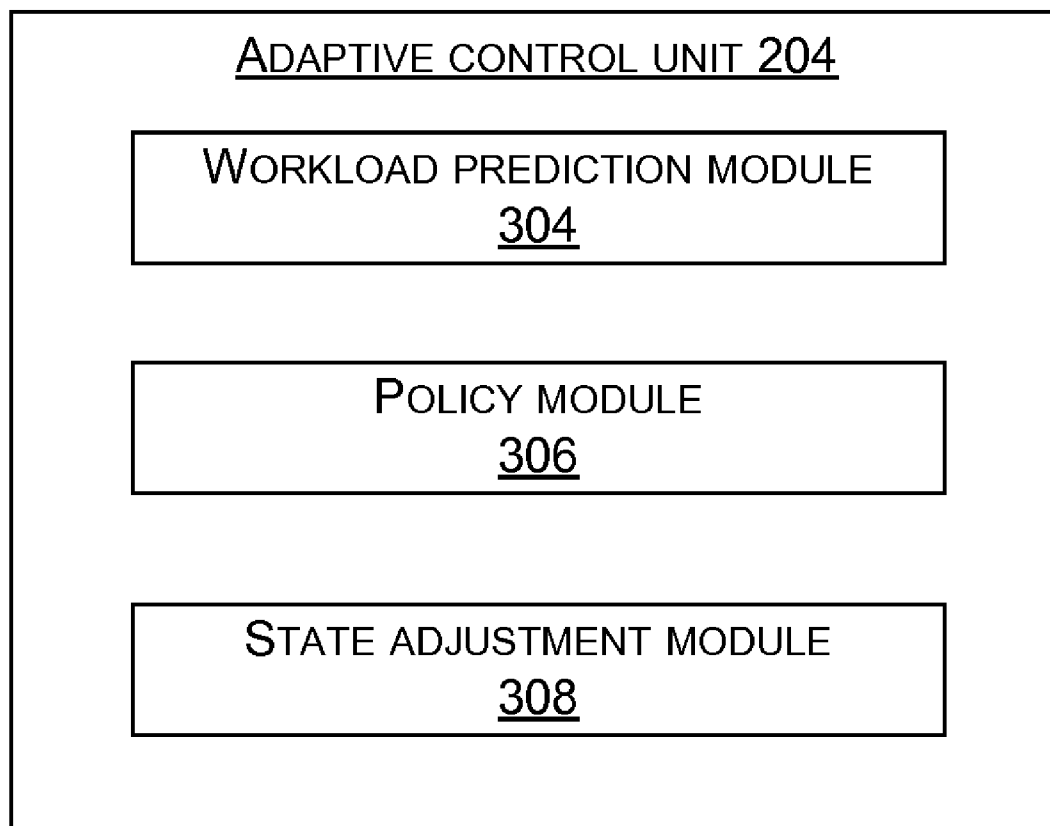 ADAPTIVE CONTROL UNIT 204
WORKLOAD PREDICTION MODULE
304
POLICY MODULE
306
STATE ADJUSTMENT MODULE
308